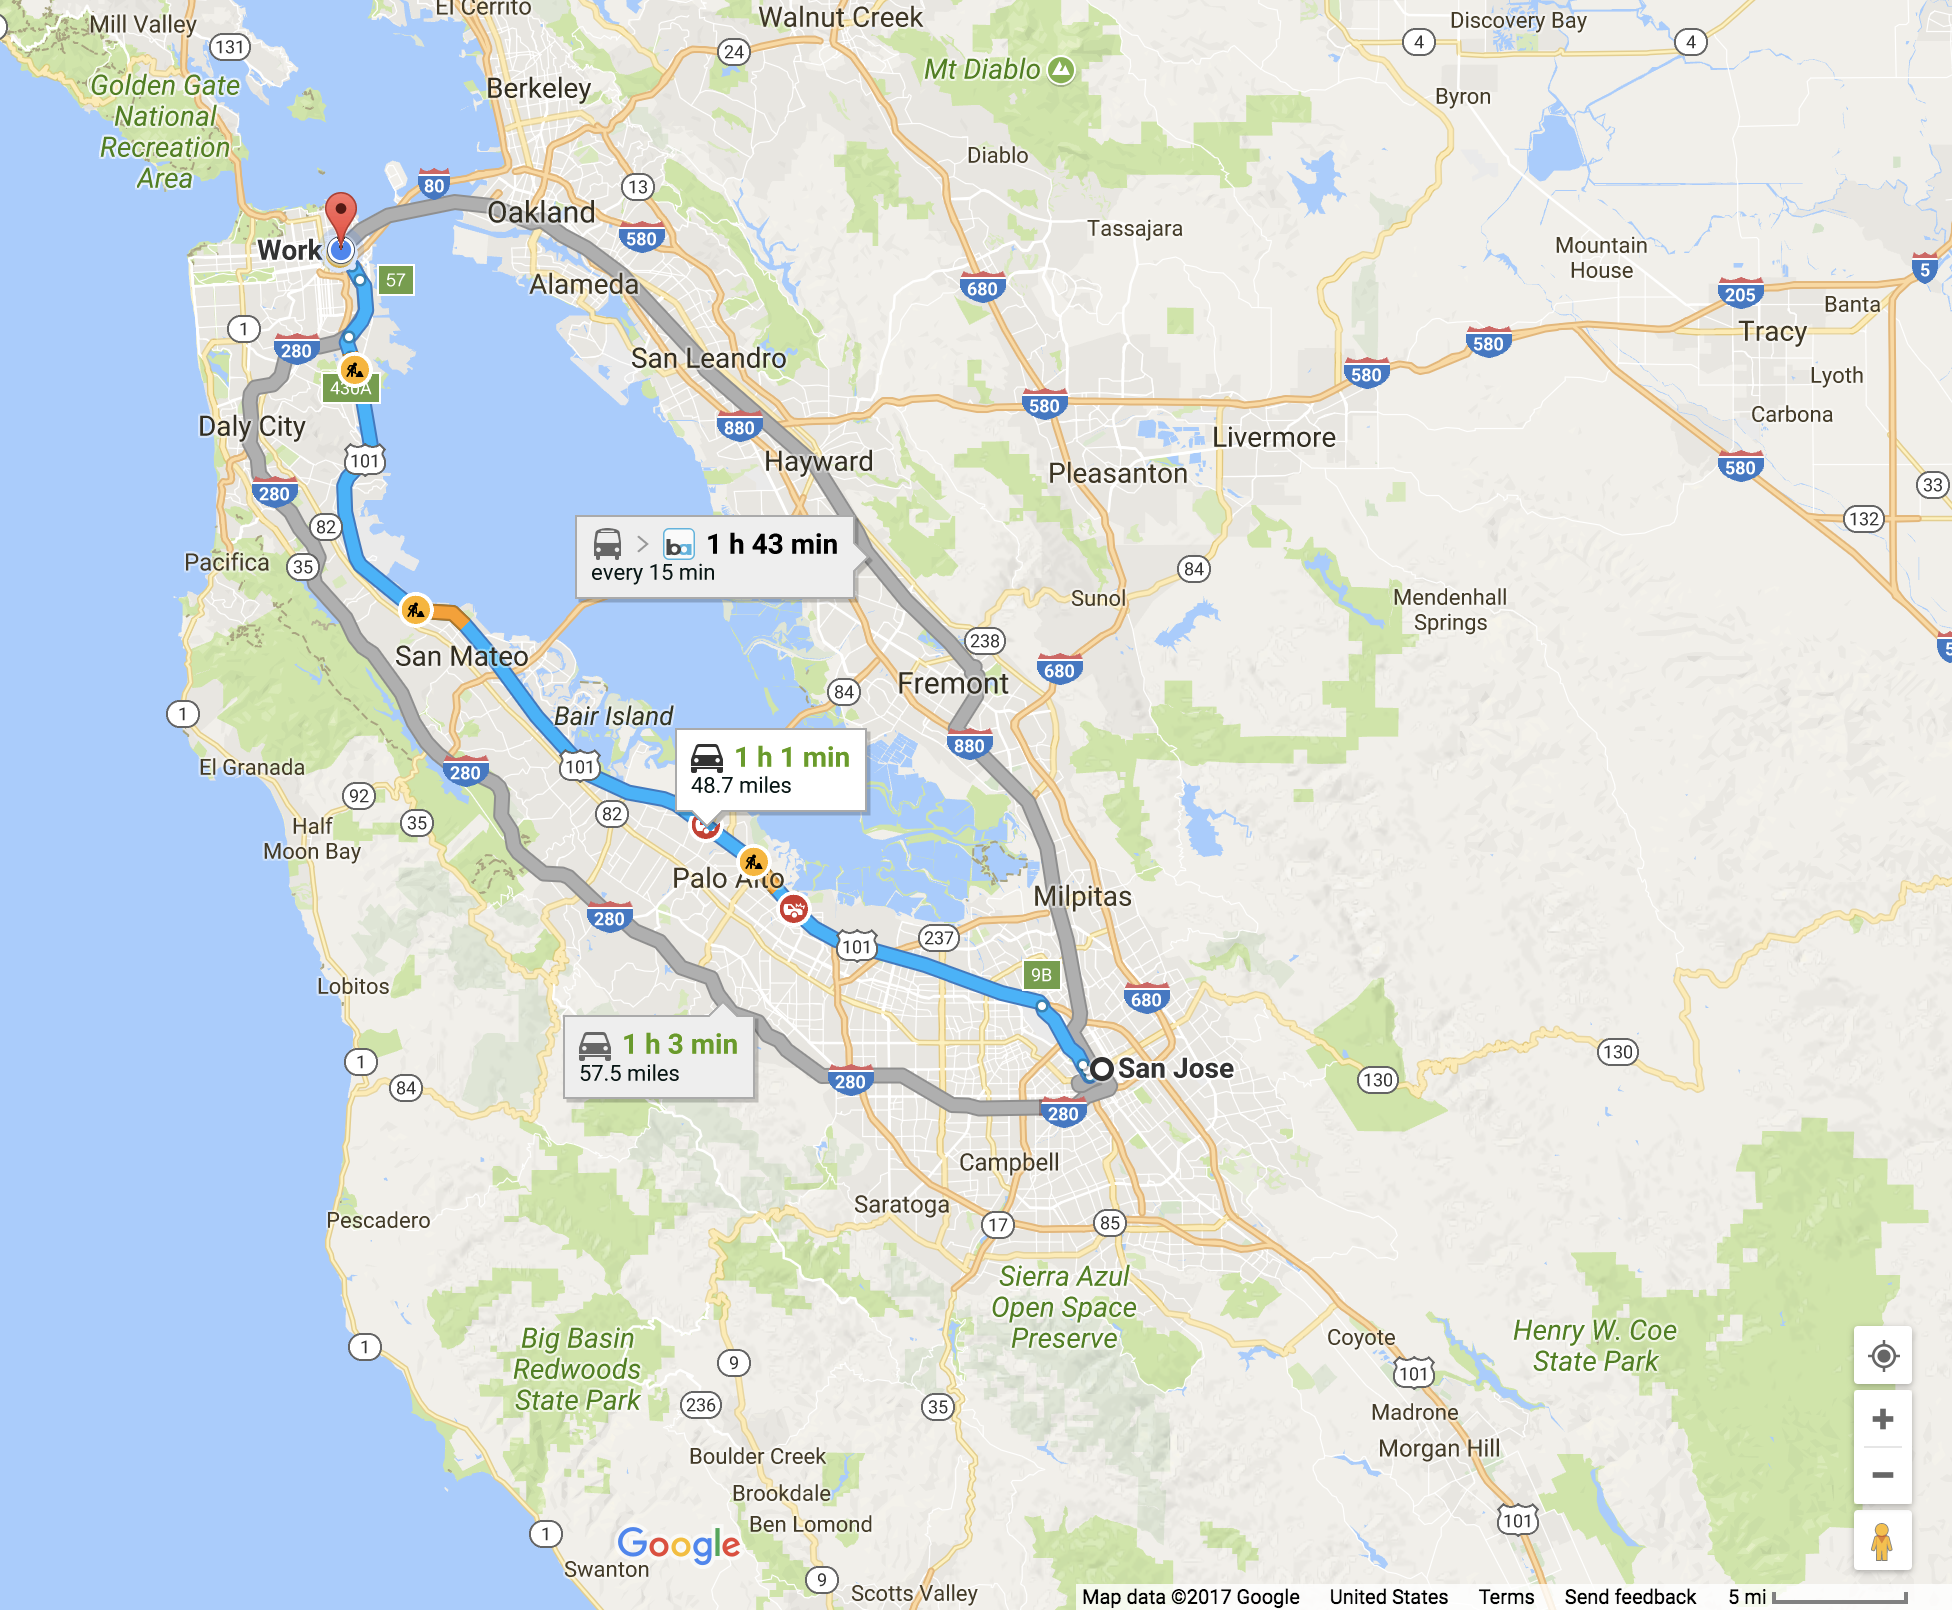 El Cerrito
Walnut Creek
Discovery Bay
Mill Valley
131
24
4
4
Mt Diablo
Golden Gate
National
Recreation
Area
Berkeley
Byron
Diablo
80
13
Oakland
580
Tassajara
Work
57
Alameda
680
Mountain
House
5
205
Banta
1
280
San Leandro
580
Tracy
580
430A
Lyoth
580
Carbona
Daly City
880
Livermore
101
Hayward
Pleasanton
580
280
33
82
132
1 h 43 min
every 15 min
Pacifica
35
84
Sunol
Mendenhall
Springs
238
5
San Mateo
680
Fremont
84
1
Bair Island
880
El Granada
280
101
1 h 1 min
48.7 miles
92
82
35
Half
Moon Bay
Palo Alto
Milpitas
280
101
237
9B
Lobitos
680
1
1 h 3 min
57.5 miles
130
84
280
San Jose
130
280
Campbell
Saratoga
Pescadero
17
85
Sierra Azul
Open Space
Preserve
Big Basin
Redwoods
State Park
1
9
Coyote
Henry W. Coe
State Park
101
236
35
Madrone
Morgan Hill
Boulder Creek
Brookdale
Ben Lomond
101
1
Google
Swanton
9
Scotts Valley
Map data ©2017 Google United States Terms Send feedback 5 mi